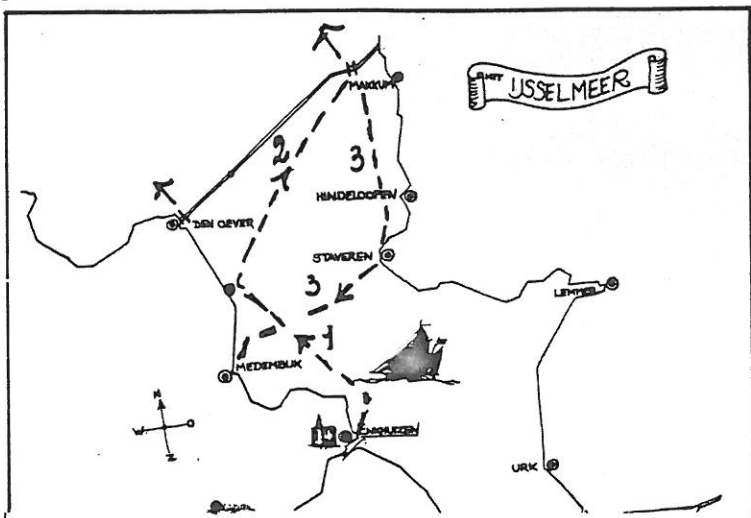 HET IJSSELMEER
MAKKUM
2
3
HINDELOOPEN
DEN OEVER
STAVEREN
3
LEMMER
1
MEDEMBLIK
N
W O
Z
ENKHUIZEN
URK